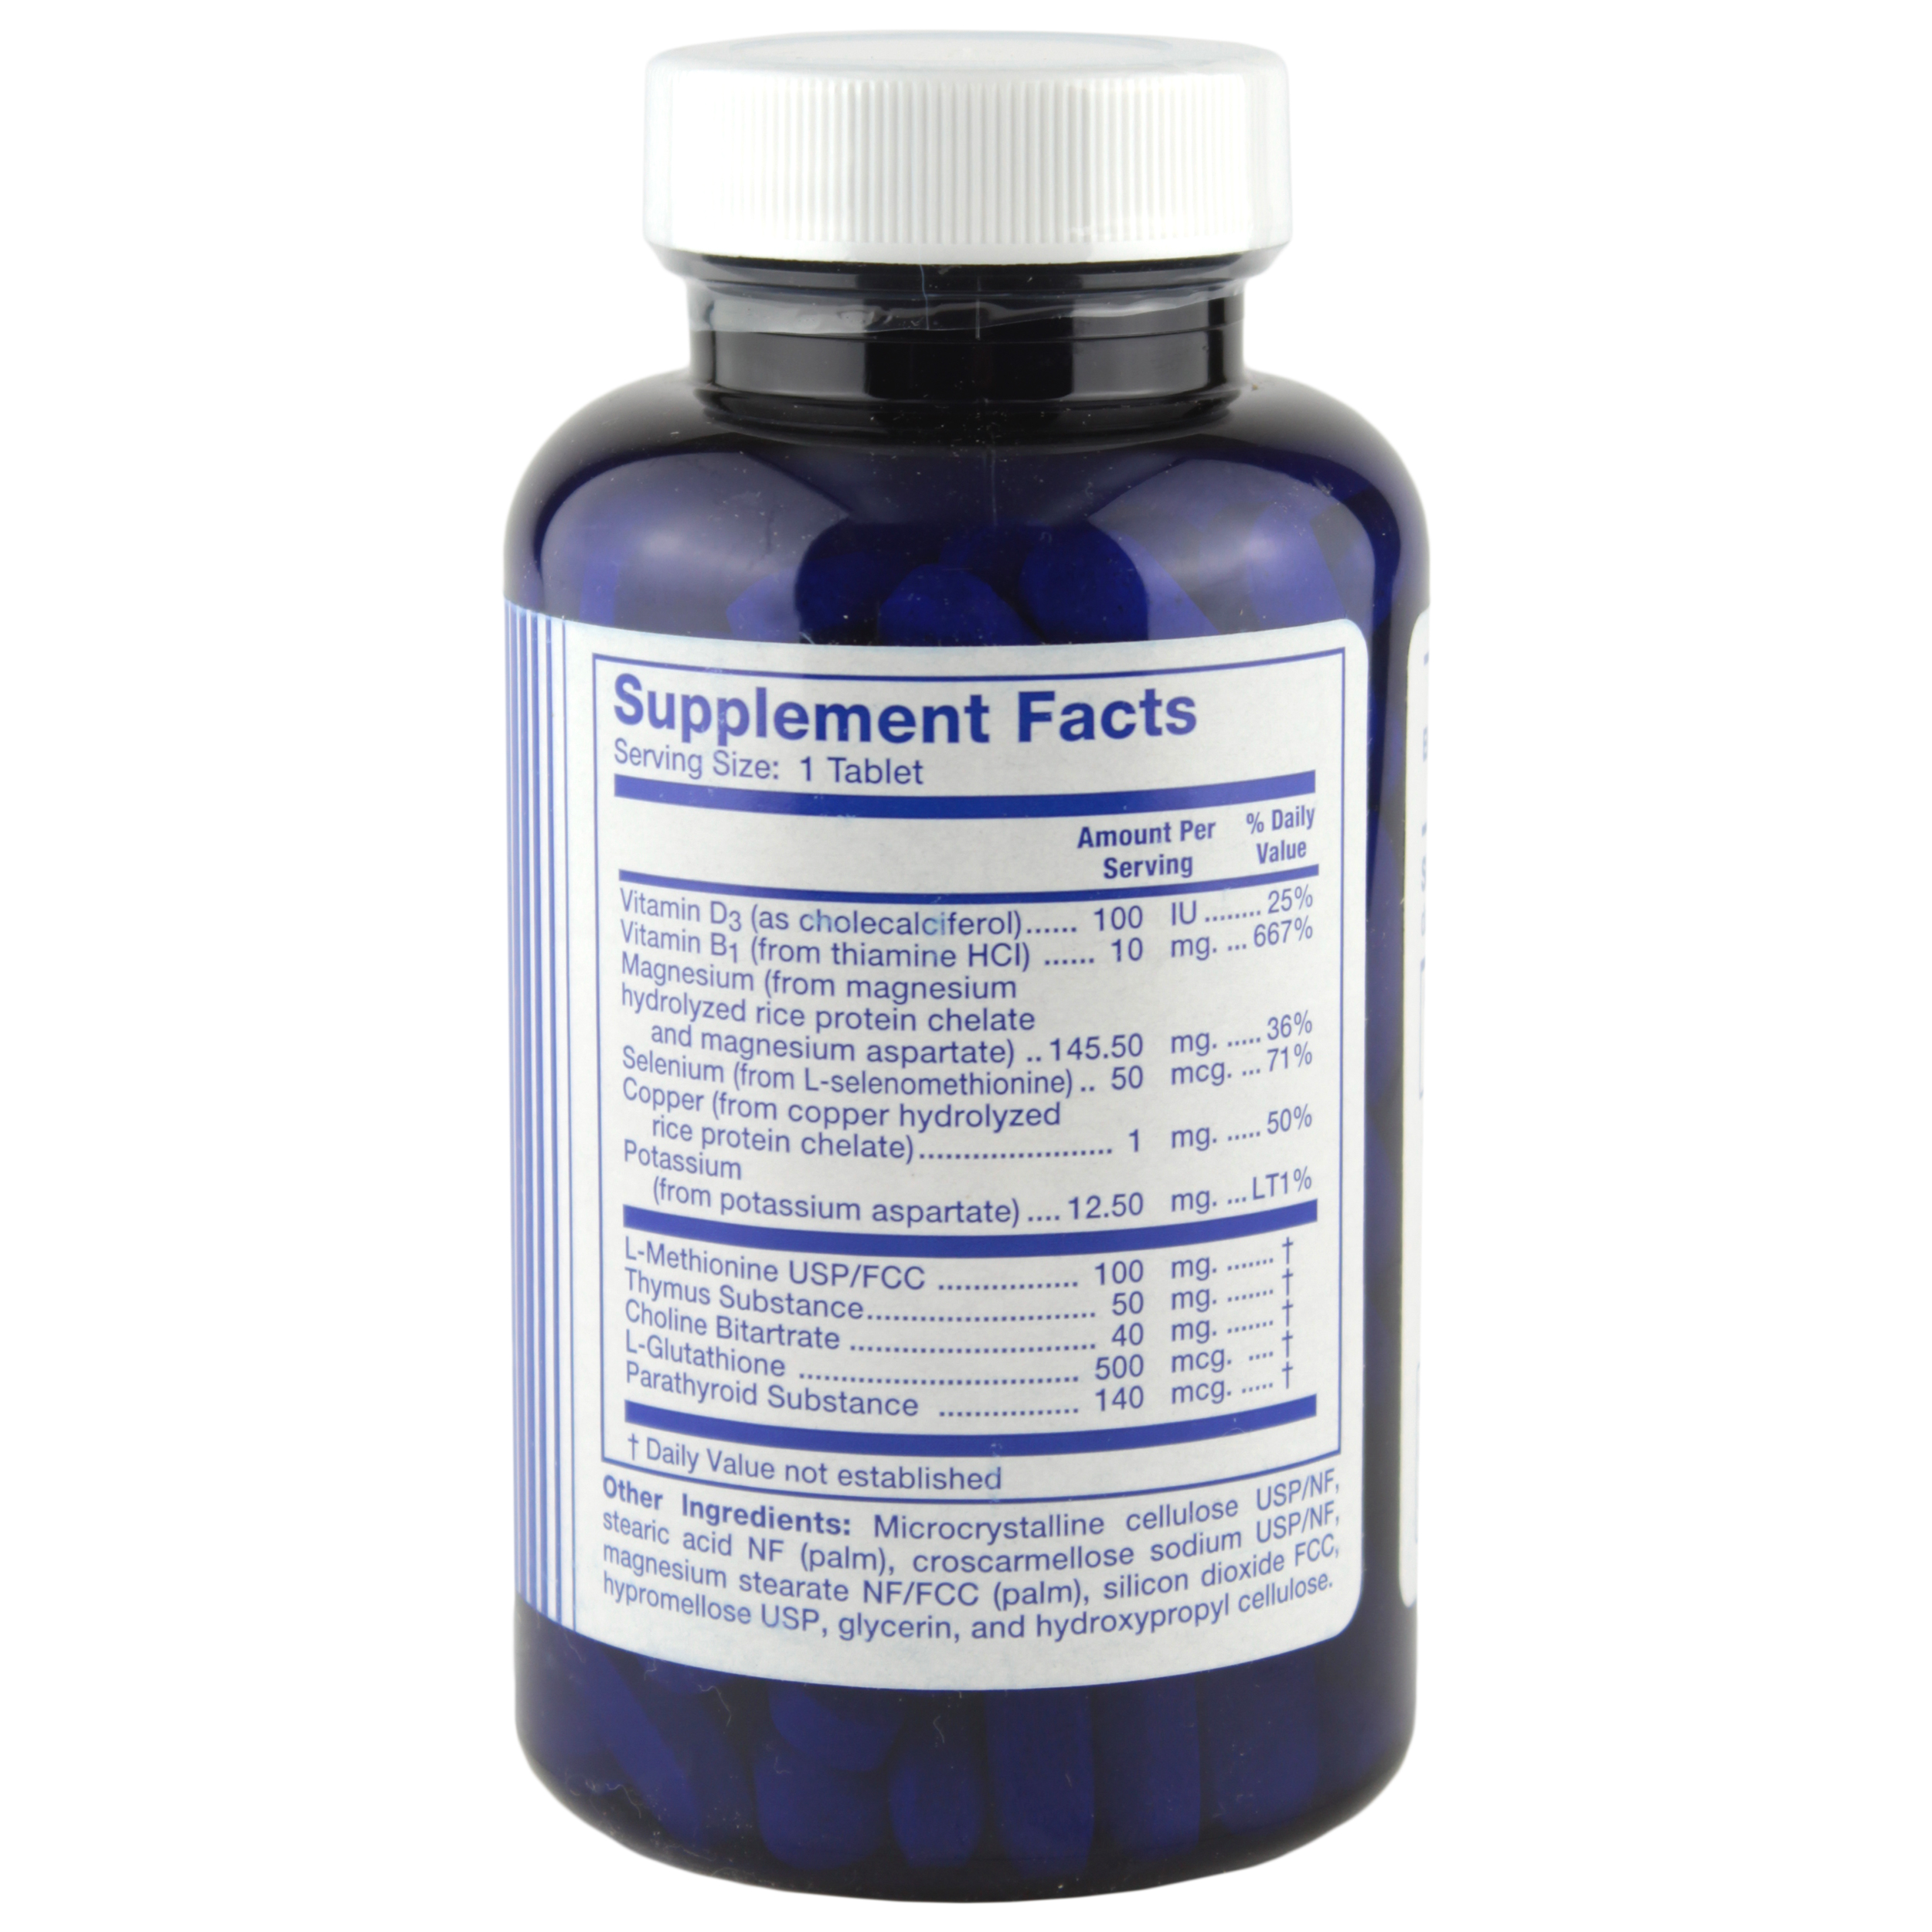 Supplement Facts
Serving Size: 1 Tablet
Amount Per Serving
% Daily Value
Vitamin D3 (as cholecalciferol)...... 100 IU ........ 25%
Vitamin B1 (from thiamine HCl) ...... 10 mg. ... 667%
Magnesium (from magnesium
hydrolyzed rice protein chelate
and magnesium aspartate) .. 145.50 mg. ..... 36%
Selenium (from L-selenomethionine) .. 50 mcg. ... 71%
Copper (from copper hydrolyzed
rice protein chelate)...................... 1 mg. ..... 50%
Potassium
(from potassium aspartate) .... 12.50 mg. ... LT1%
L-Methionine USP/FCC ................ 100 mg. ....... †
Thymus Substance.......................... 50 mg. ....... †
Choline Bitartrate ............................ 40 mg. ....... †
L-Glutathione ................................ 500 mcg. .... †
Parathyroid Substance ................ 140 mcg. ..... †
† Daily Value not established
Other Ingredients: Microcrystalline cellulose USP/NF,
stearic acid NF (palm), croscarmellose sodium USP/NF,
magnesium stearate NF/FCC (palm), silicon dioxide FCC,
hypromellose USP, glycerin, and hydroxypropyl cellulose.